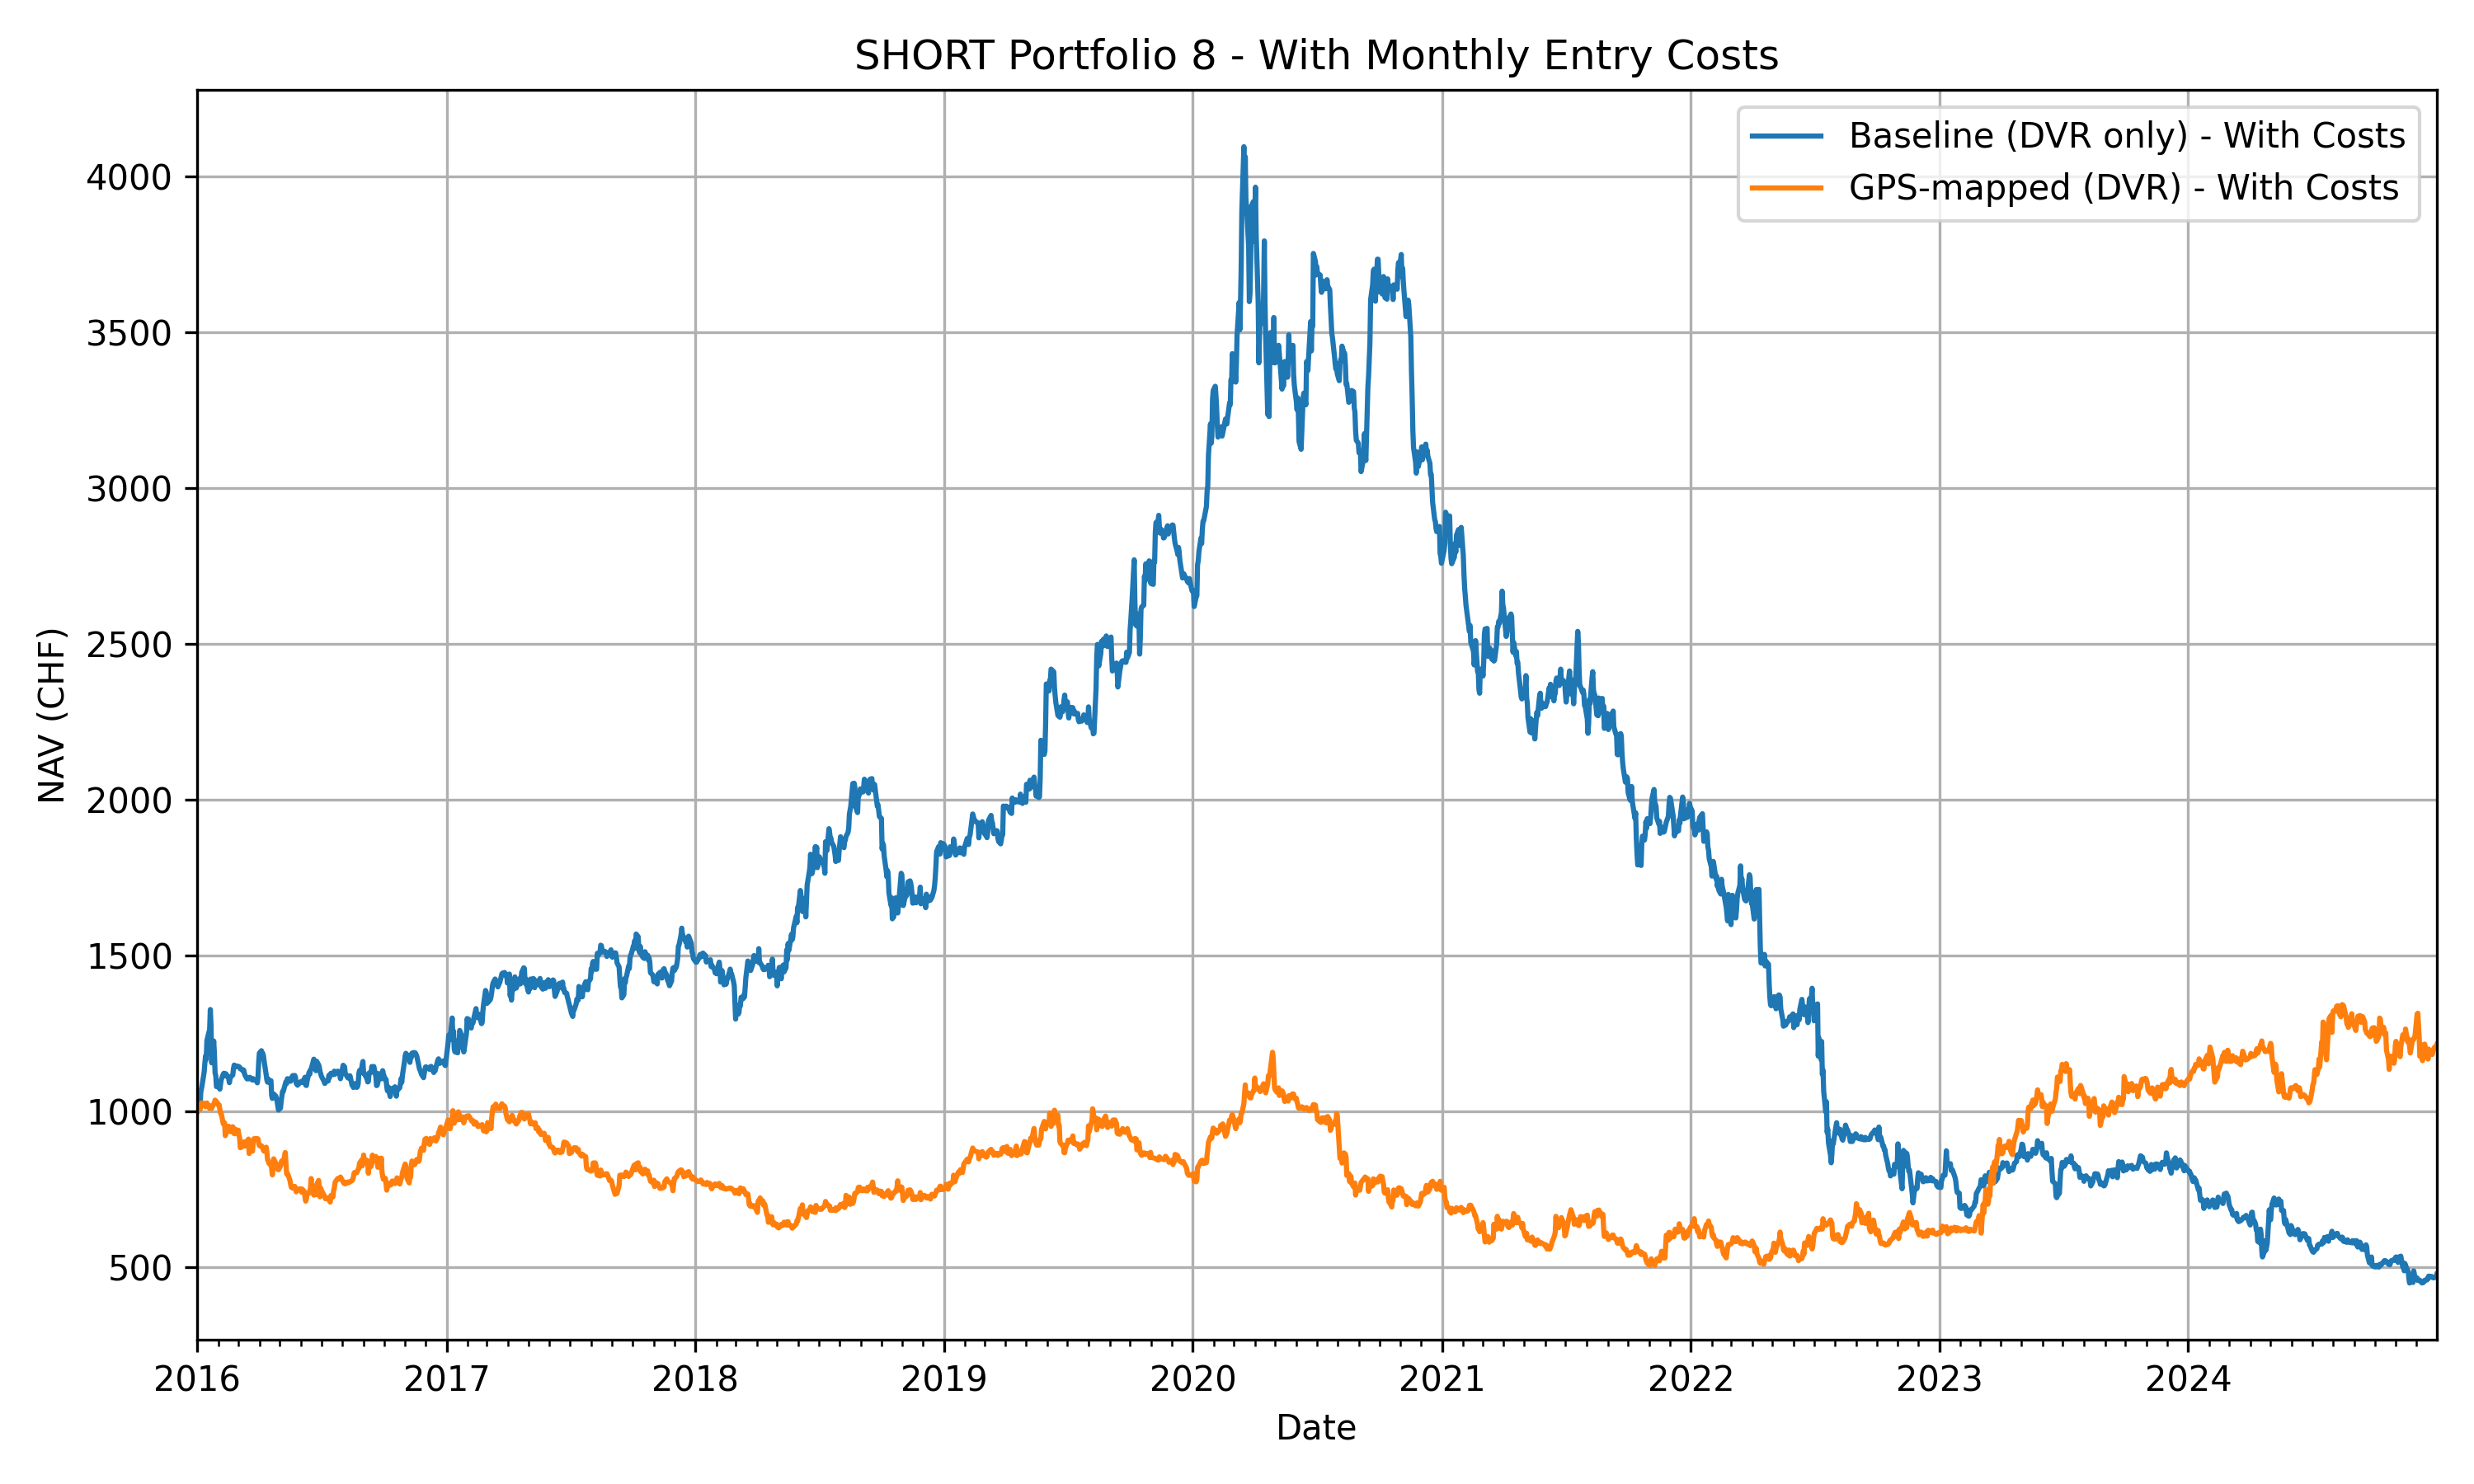 SHORT Portfolio 8 - With Monthly Entry Costs
Baseline (DVR only) - With Costs
GPS-mapped (DVR) - With Costs
NAV (CHF)
4000
3500
3000
2500
2000
1500
1000
500
2016 2017 2018 2019 2020 2021 2022 2023 2024
Date